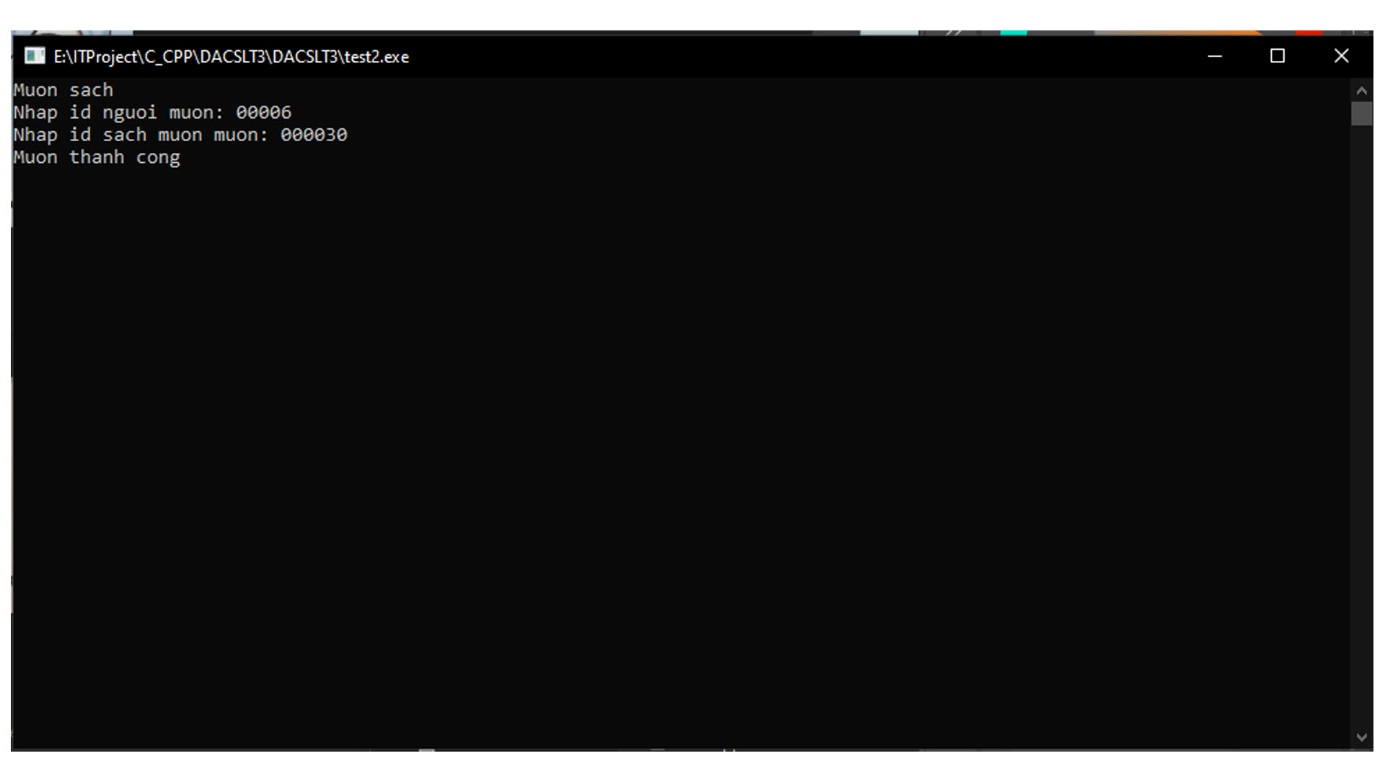 E:\ITProject\C_CPP\DACSLT3\DACSLT3\test2.exe
Muon sach
Nhap id nguoi muon: 00006
Nhap id sach muon muon: 000030
Muon thanh cong